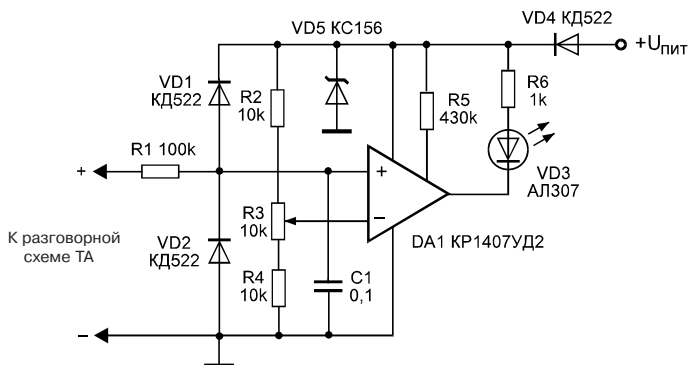 VD5 КС156
VD4 КД522
+Uпит
VD1
КД522
R2
10k
R5
430k
R6
1k
R1 100k
+
+
VD3
АЛ307
К разговорной
схеме ТА
R3
10k
–
DA1 КР1407УД2
VD2
КД522
R4
10k
C1
0,1
–